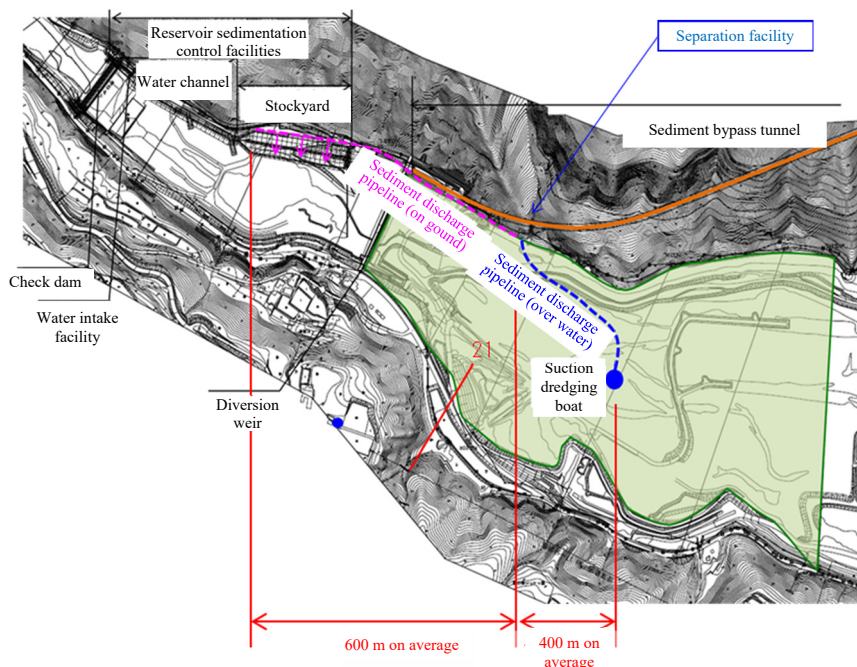 Reservoir sedimentation
control facilities
Separation facility
Water channel
Stockyard
Sediment bypass tunnel
Sediment discharge
pipeline (on gound)
Sediment discharge
pipeline (over water)
Check dam
Water intake
facility
21
Suction
dredging
boat
Diversion
weir
600 m on average
400 m on
average